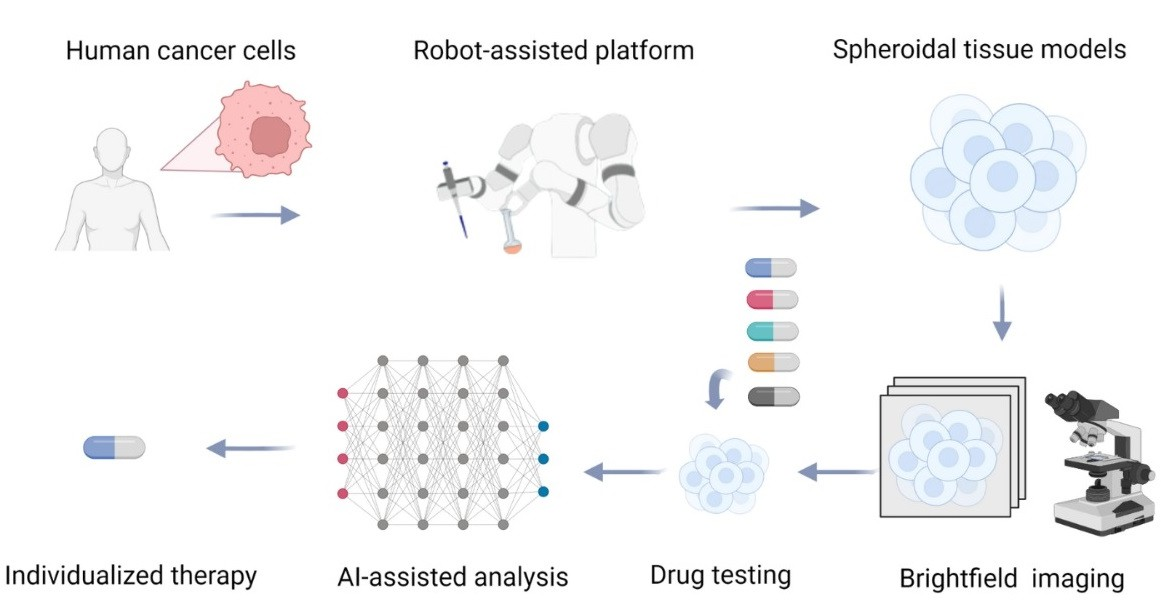 Human cancer cells
Robot-assisted platform
Spheroidal tissue models
Individualized therapy
AI-assisted analysis
Drug testing
Brightfield imaging